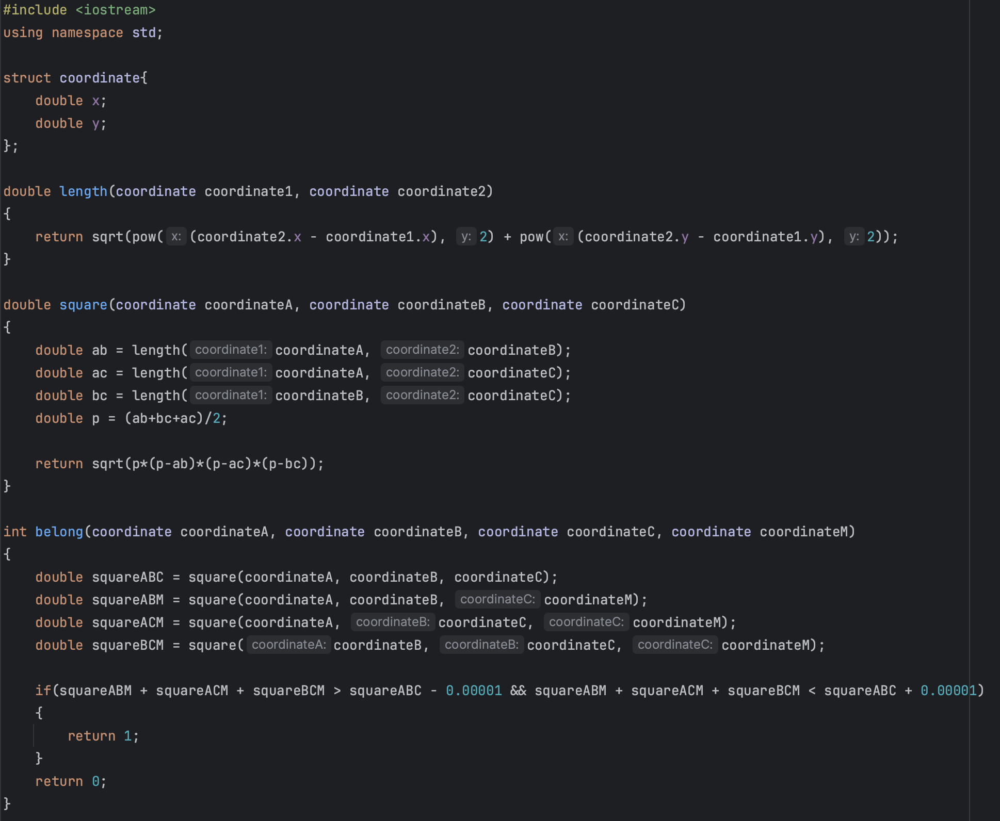 #include <iostream>
using namespace std;
struct coordinate{
    double x;
    double y;
};
double length(coordinate coordinate1, coordinate coordinate2)
{
    return sqrt(pow( x: (coordinate2.x - coordinate1.x), y: 2) + pow( x: (coordinate2.y - coordinate1.y), y: 2));
}
double square(coordinate coordinateA, coordinate coordinateB, coordinate coordinateC)
{
    double ab = length( coordinate1: coordinateA, coordinate2: coordinateB);
    double ac = length( coordinate1: coordinateA, coordinate2: coordinateC);
    double bc = length( coordinate1: coordinateB, coordinate2: coordinateC);
    double p = (ab+bc+ac)/2;
    return sqrt(p*(p-ab)*(p-ac)*(p-bc));
}
int belong(coordinate coordinateA, coordinate coordinateB, coordinate coordinateC, coordinate coordinateM)
{
    double squareABC = square(coordinateA, coordinateB, coordinateC);
    double squareABM = square(coordinateA, coordinateB, coordinateC: coordinateM);
    double squareACM = square(coordinateA, coordinateB: coordinateC, coordinateC: coordinateM);
    double squareBCM = square( coordinateA: coordinateB, coordinateB: coordinateC, coordinateC: coordinateM);
    if(squareABM + squareACM + squareBCM > squareABC - 0.00001 && squareABM + squareACM + squareBCM < squareABC + 0.00001)
    {
        return 1;
    }
    return 0;
}